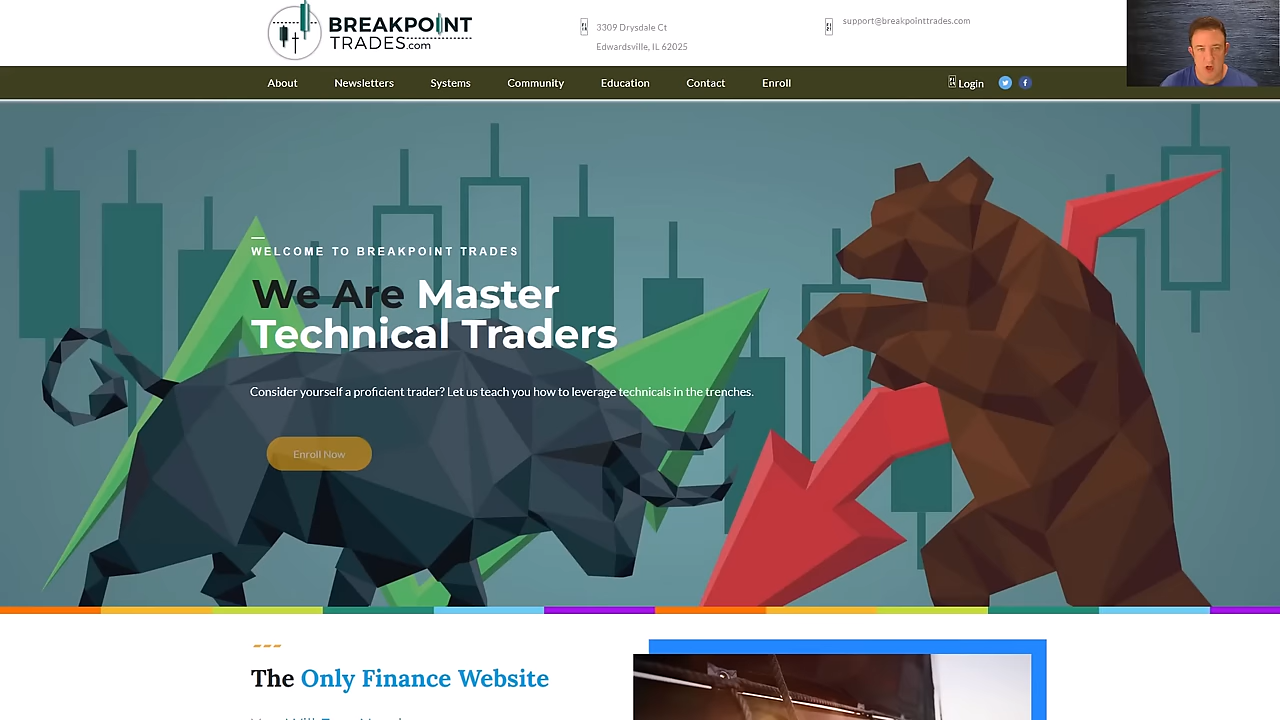 BREAKPOINT
TRADES.com
3309 Drysdale Ct
Edwardsville, IL 62025
support@breakpointtrades.com
About
Newsletters
Systems
Community
Education
Contact
Enroll
Login
WELCOME TO BREAKPOINT TRADES
We Are Master
Technical Traders
Consider yourself a proficient trader? Let us teach you how to leverage technicals in the trenches.
Enroll Now
The Only Finance Website